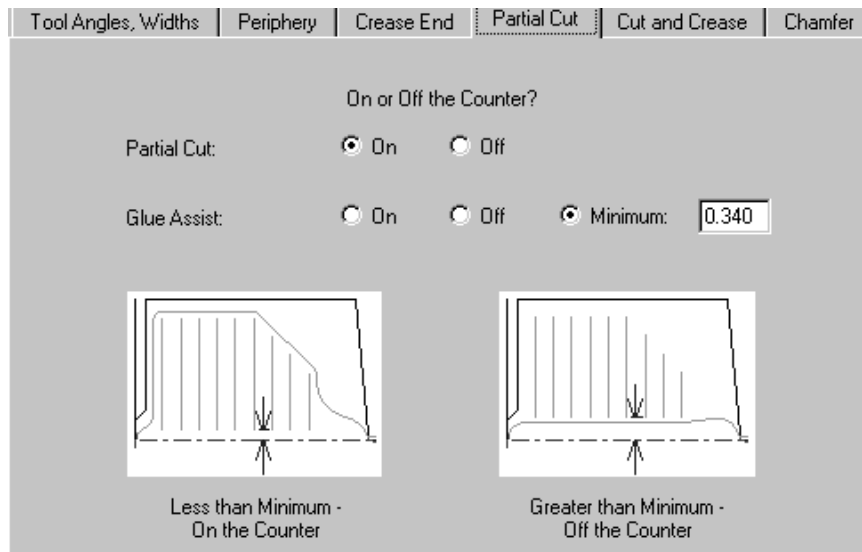 Tool Angles, Widths Periphery Crease End Partial Cut Cut and Crease Chamfer
On or Off the Counter?
Partial Cut: On Off
Glue Assist: On Off Minimum: 0.340
Less than Minimum - 
On the Counter
Greater than Minimum - 
Off the Counter